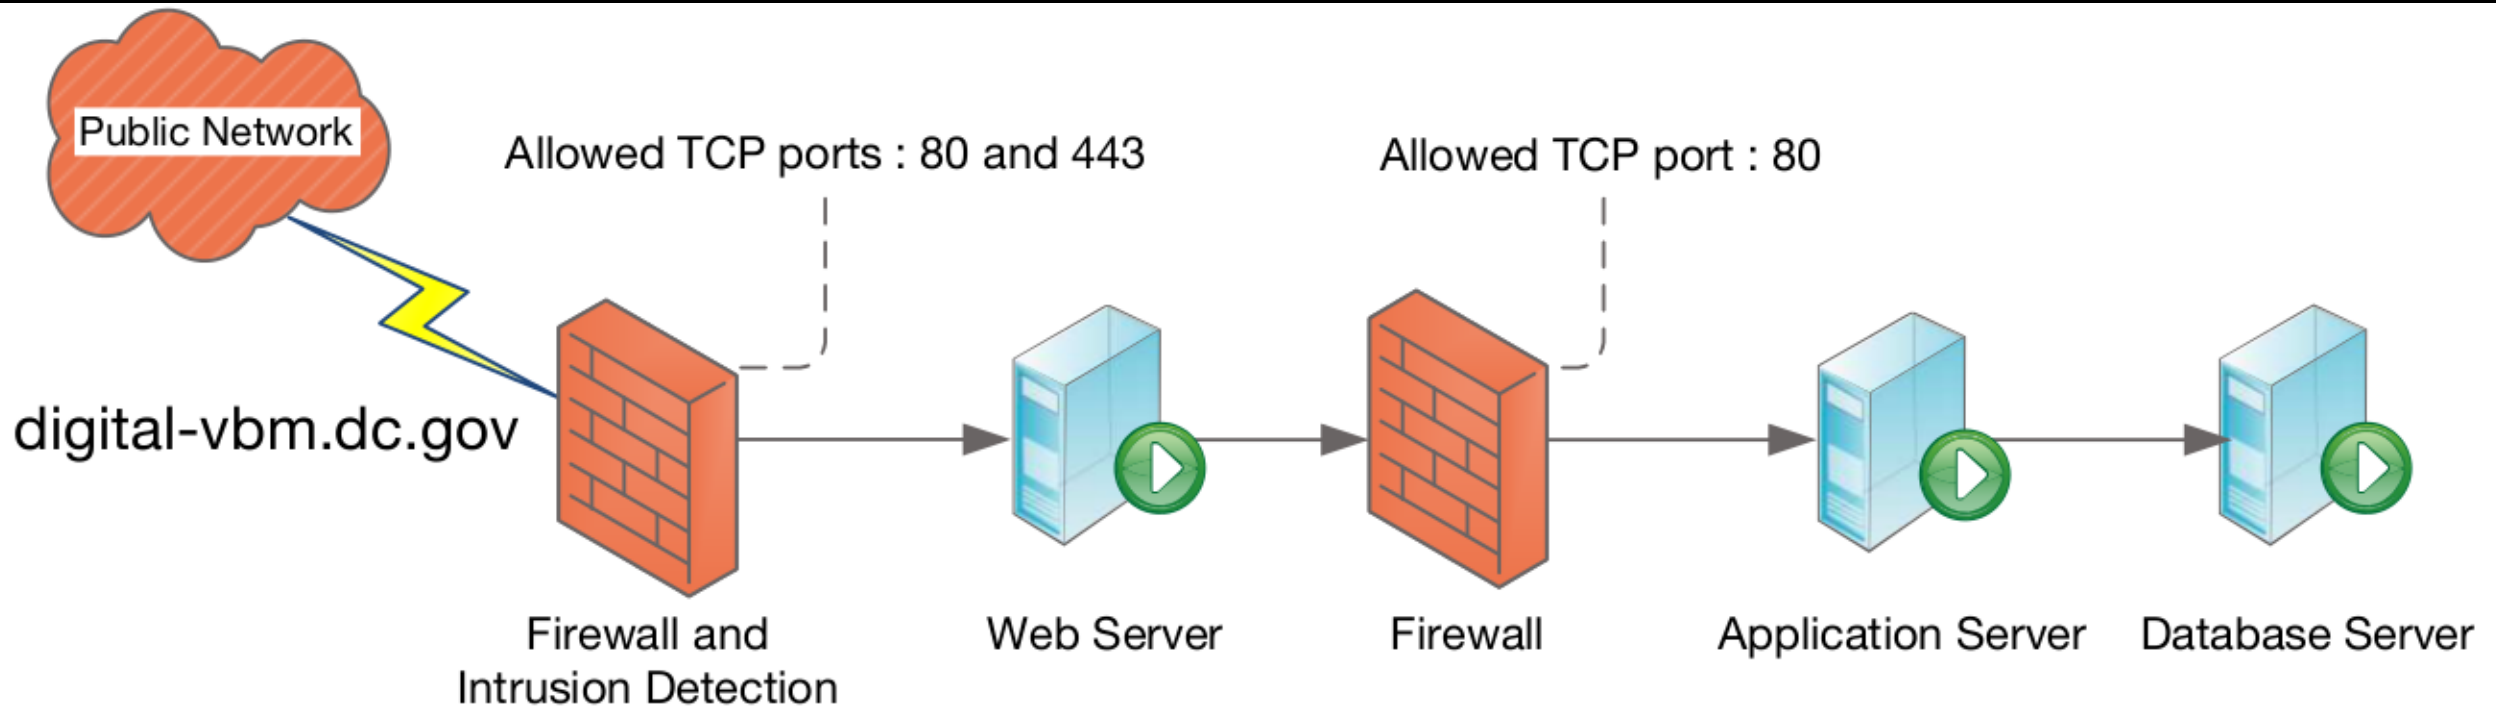 Public Network
Allowed TCP ports : 80 and 443
Allowed TCP port : 80
digital-vbm.dc.gov
Firewall and
Intrusion Detection
Web Server
Firewall
Application Server
Database Server